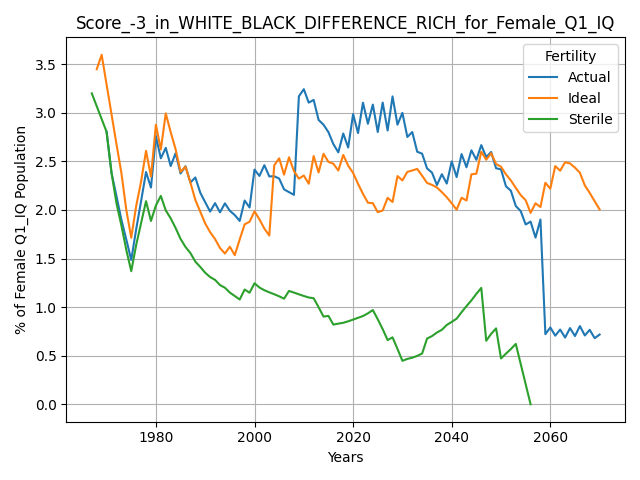 Score_-3_in_WHITE_BLACK_DIFFERENCE_RICH_for_Female_Q1_IQ
Fertility
Actual
Ideal
Sterile
% of Female Q1_IQ Population
3.5
3.0
2.5
2.0
1.5
1.0
0.5
0.0
1980 2000 2020 2040 2060
Years